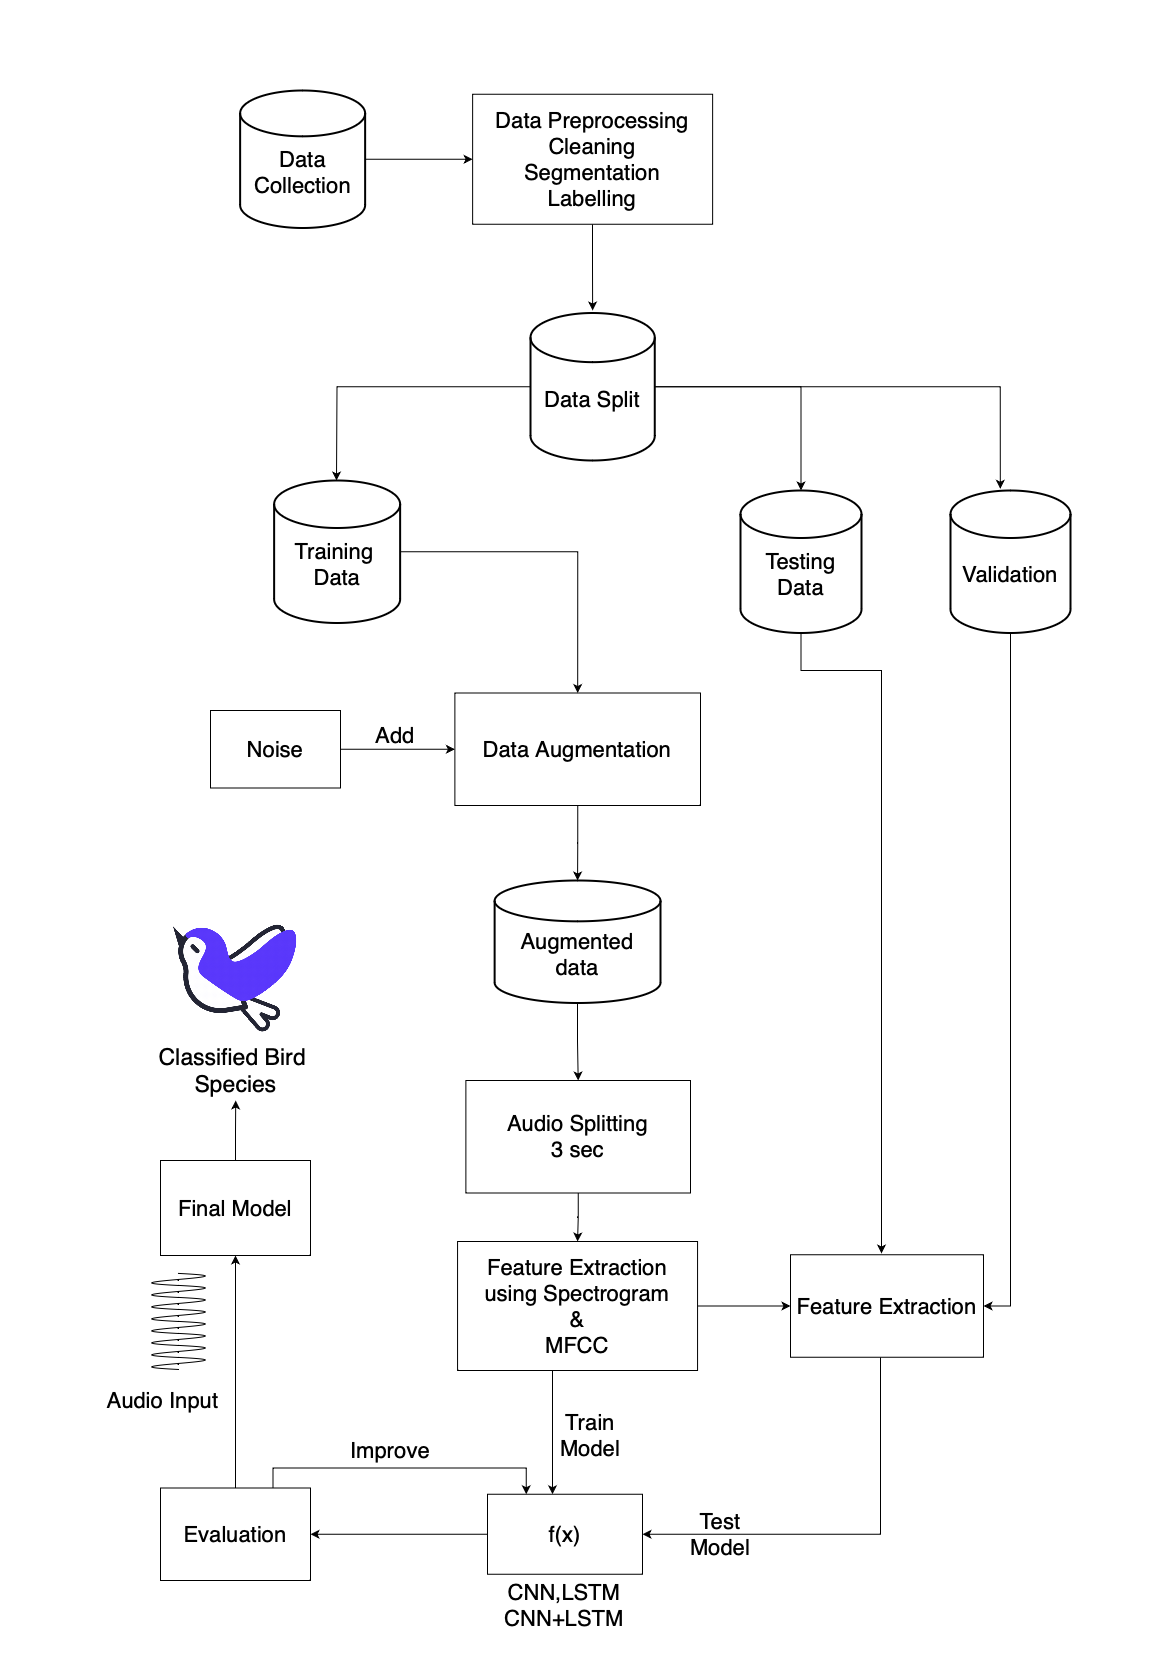 Data
Collection
Data Preprocessing
Cleaning
Segmentation
Labelling
Data Split
Training
Data
Testing
Data
Validation
Noise
Add
Data Augmentation
Augmented
data
Classified Bird
Species
Audio Splitting
3 sec
Final Model
Feature Extraction
using Spectrogram
&
MFCC
Feature Extraction
Audio Input
Train
Model
Improve
Evaluation
f(x)
Test
Model
CNN,LSTM
CNN+LSTM